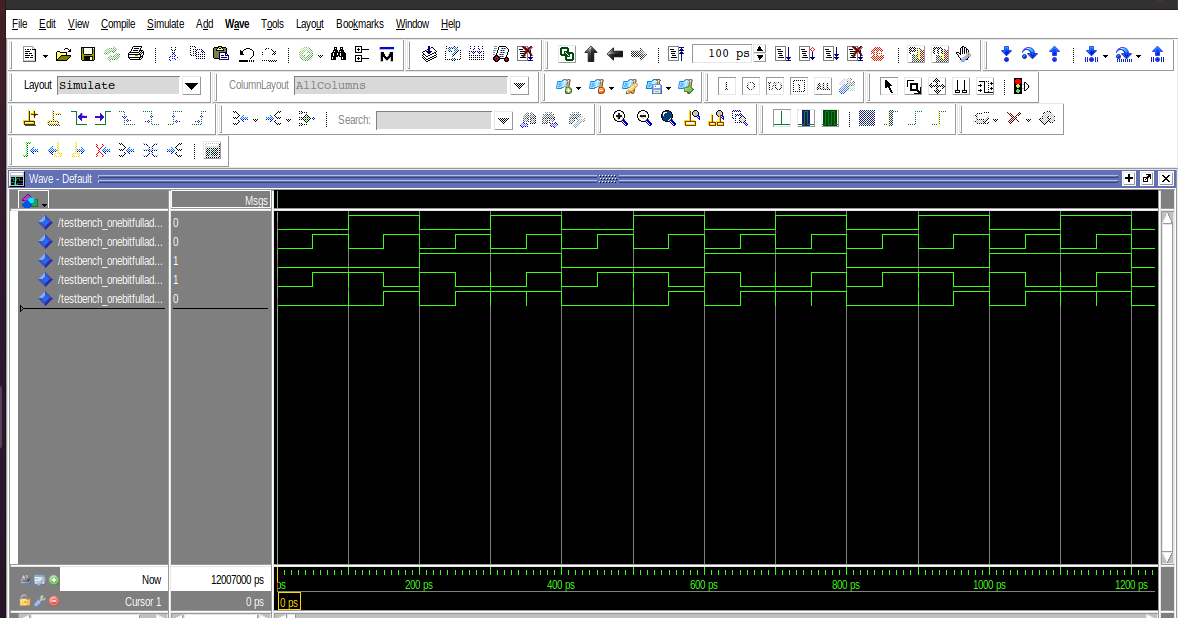 File Edit View Compile Simulate Add Wave Tools Layout Bookmarks Window Help
100 ps
Layout Simulate ColumnLayout AllColumns
Search:
Wave - Default
Msgs
/testbench_onebitfullad... 0
/testbench_onebitfullad... 0
/testbench_onebitfullad... 1
/testbench_onebitfullad... 1
/testbench_onebitfullad... 0
Now 12007000 ps ps 200 ps 400 ps 600 ps 800 ps 1000 ps 1200 ps
Cursor 1 0 ps 0 ps